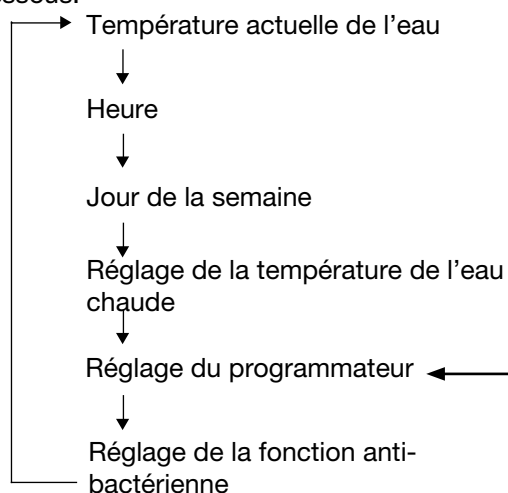 Température actuelle de l’eau
Heure
Jour de la semaine
Réglage de la température de l’eau
chaude
Réglage du programmateur
Réglage de la fonction anti-
bactérienne